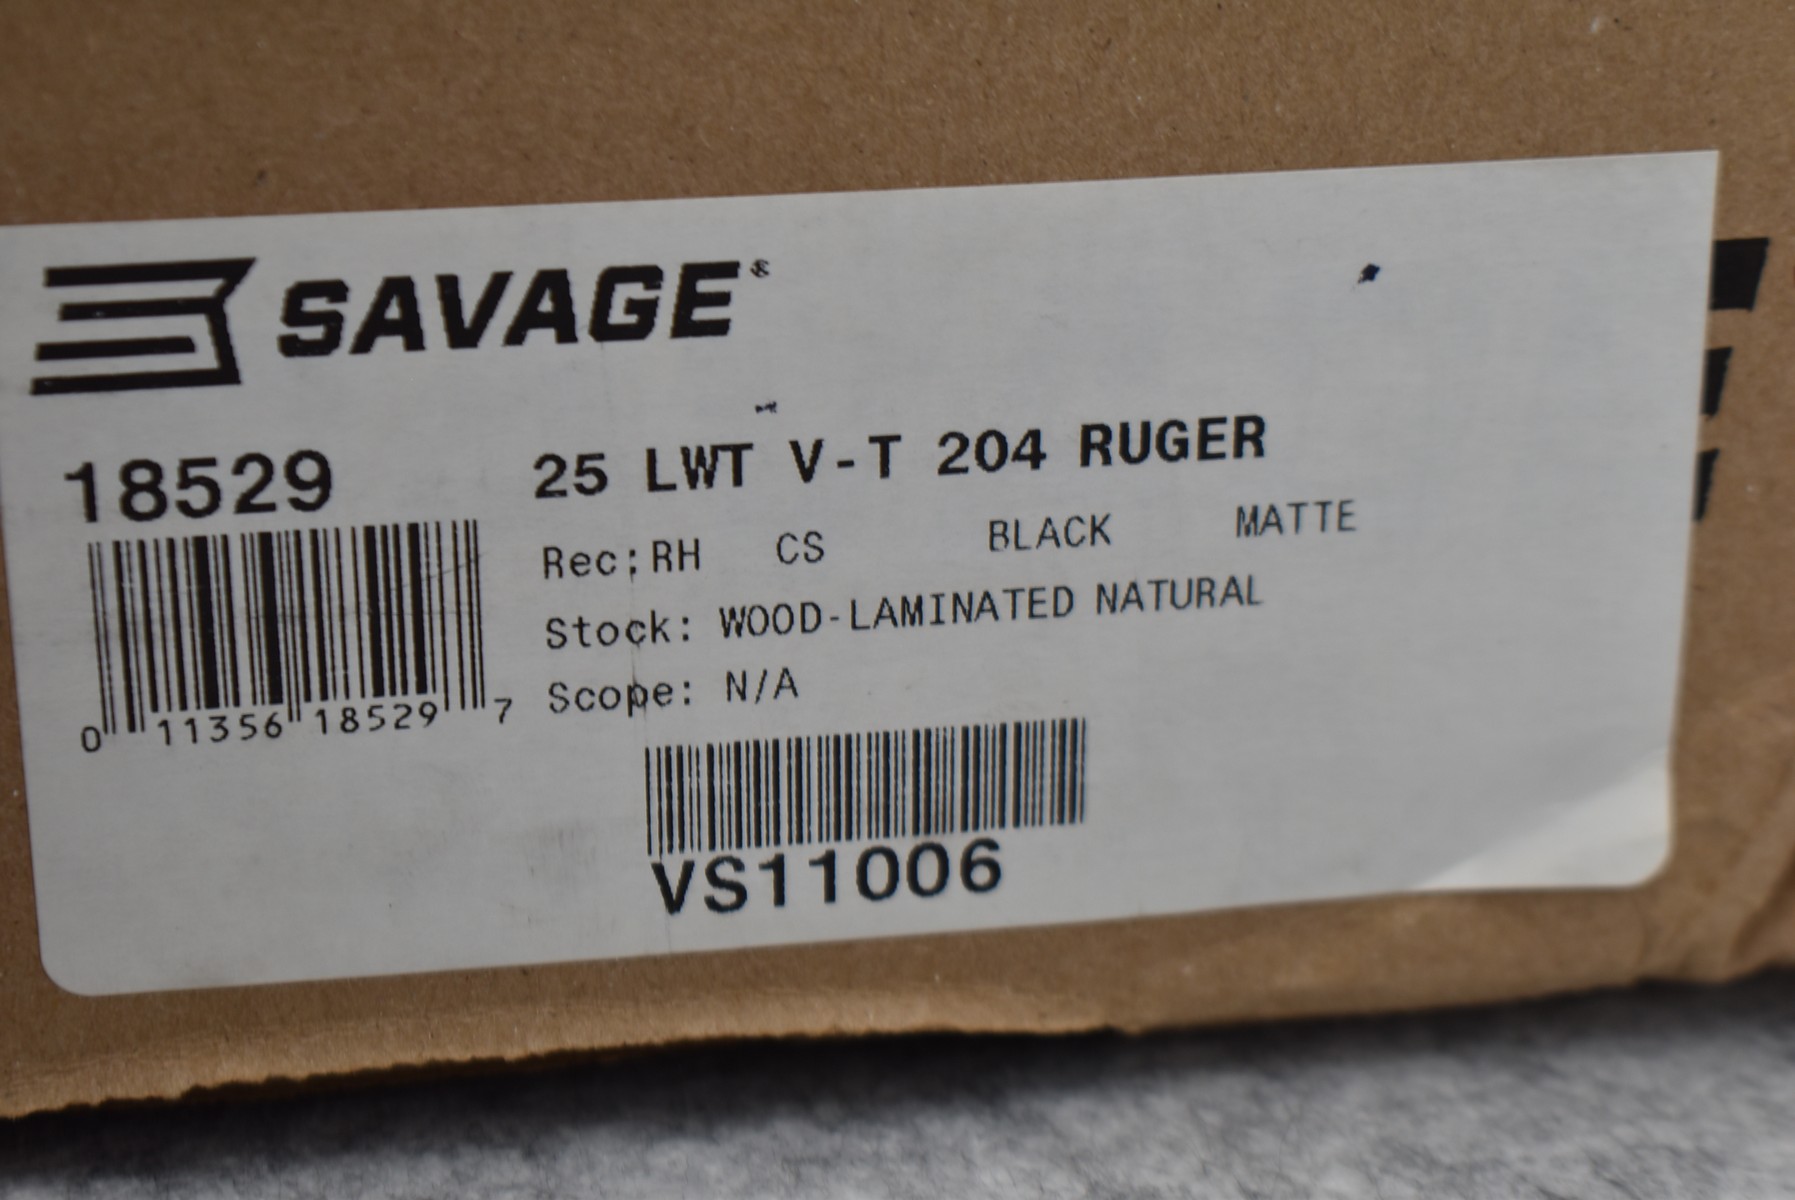 SAVAGE®
18529
25 LWT V-T 204 RUGER
Rec:RH CS BLACK MATTE
Stock: WOOD-LAMINATED NATURAL
Scope: N/A
0 11356 18529 7
VS11006